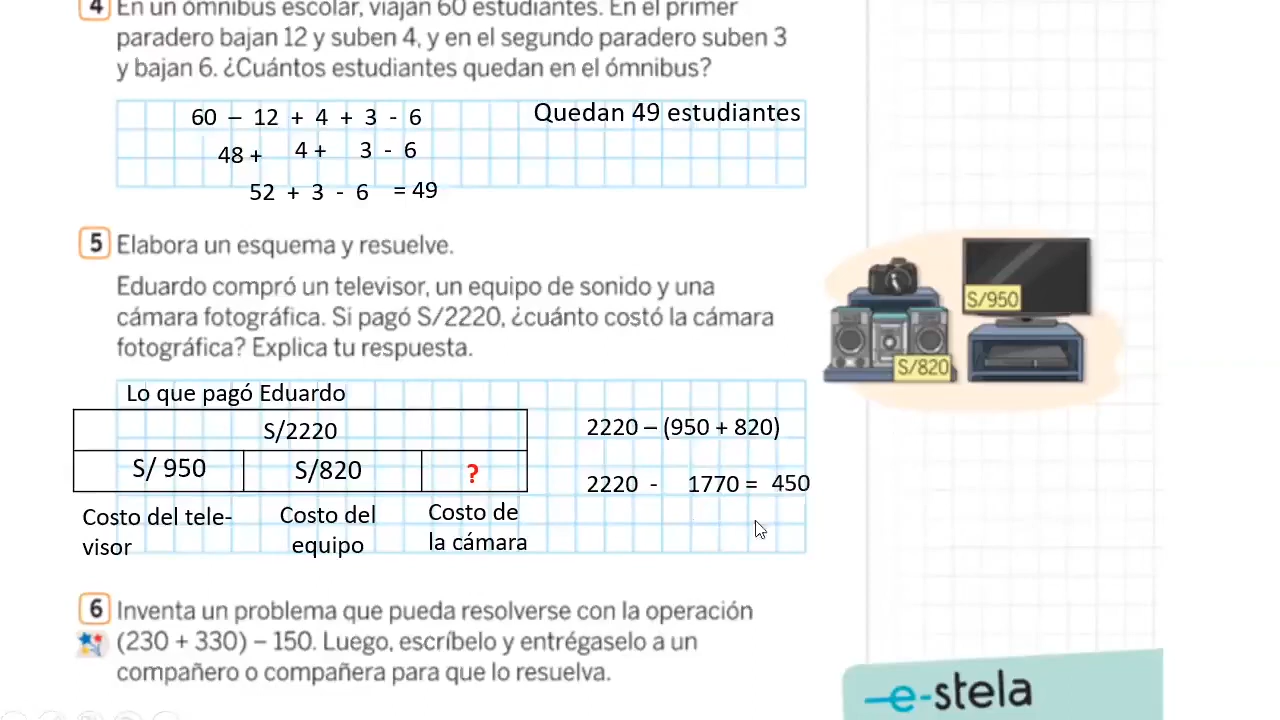 4 En un ómnibus escolar, viajan 60 estudiantes. En el primer
paradero bajan 12 y suben 4, y en el segundo paradero suben 3
y bajan 6. ¿Cuántos estudiantes quedan en el ómnibus?
60 – 12 + 4 + 3 - 6
Quedan 49 estudiantes
48 + 4 + 3 - 6
52 + 3 - 6 = 49
5 Elabora un esquema y resuelve.
Eduardo compró un televisor, un equipo de sonido y una
cámara fotográfica. Si pagó S/2220, ¿cuánto costó la cámara
fotográfica? Explica tu respuesta.
S/950
S/820
Lo que pagó Eduardo
S/2220
S/ 950 S/820 ?
Costo del tele-
visor
Costo del
equipo
Costo de
la cámara
2220 – (950 + 820)
2220 - 1770 = 450
6 Inventa un problema que pueda resolverse con la operación
(230 + 330) – 150. Luego, escríbelo y entrégaselo a un
compañero o compañera para que lo resuelva.
e-stela